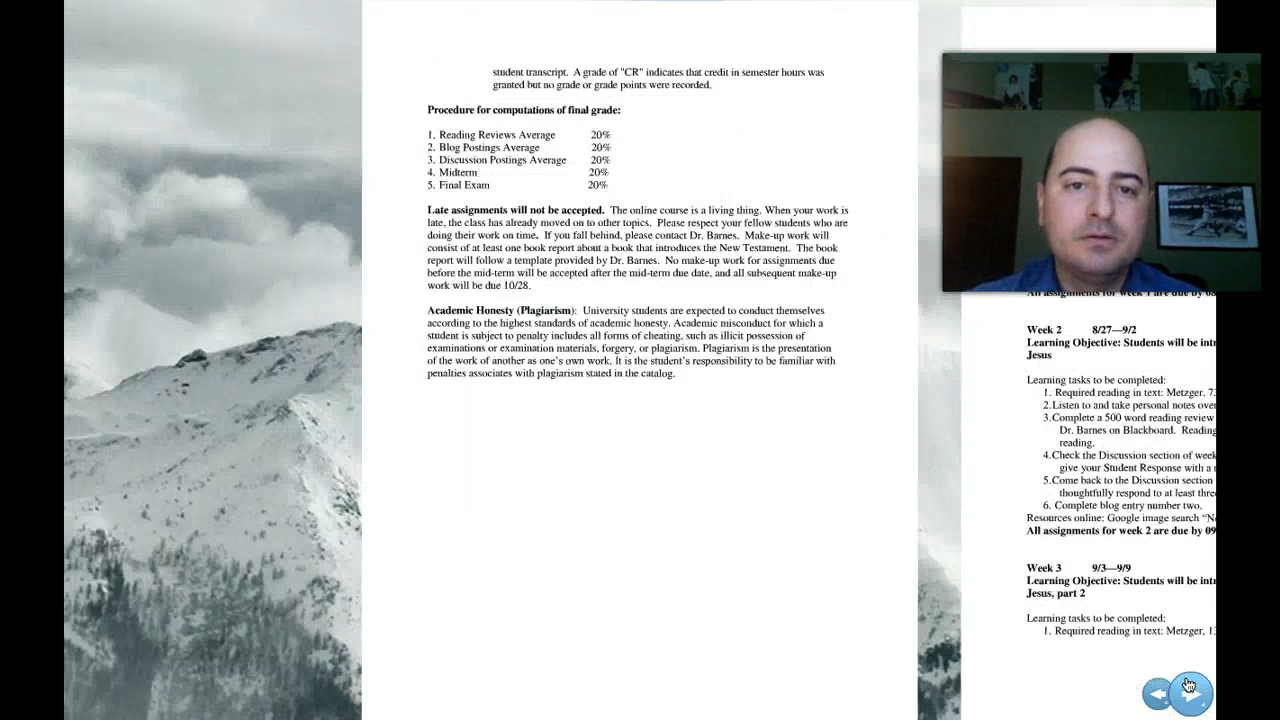 student transcript. A grade of "CR" indicates that credit in semester hours was
granted but no grade or grade points were recorded.
Procedure for computations of final grade:
1. Reading Reviews Average 20%
2. Blog Postings Average 20%
3. Discussion Postings Average 20%
4. Midterm 20%
5. Final Exam 20%
Late assignments will not be accepted. The online course is a living thing. When your work is
late, the class has already moved on to other topics. Please respect your fellow students who are
doing their work on time. If you fall behind, please contact Dr. Barnes. Make-up work will
consist of at least one book report about a book that introduces the New Testament. The book
report will follow a template provided by Dr. Barnes. No make-up work for assignments due
before the mid-term will be accepted after the mid-term due date, and all subsequent make-up
work will be due 10/28.
Academic Honesty (Plagiarism): University students are expected to conduct themselves
according to the highest standards of academic honesty. Academic misconduct for which a
student is subject to penalty includes all forms of cheating, such as illicit possession of
examinations or examination materials, forgery, or plagiarism. Plagiarism is the presentation
of the work of another as one's own work. It is the student's responsibility to be familiar with
penalties associates with plagiarism stated in the catalog.
All assignments for week 1 are due by 08
Week 2 8/27—9/2
Learning Objective: Students will be intr
Jesus
Learning tasks to be completed:
1. Required reading in text: Metzger, 73
2.Listen to and take personal notes over
3.Complete a 500 word reading review
Dr. Barnes on Blackboard. Reading
reading.
4.Check the Discussion section of week
give your Student Response with a
5.Come back to the Discussion section
thoughtfully respond to at least three
6. Complete blog entry number two.
Resources online: Google image search "N
All assignments for week 2 are due by 09
Week 3 9/3—9/9
Learning Objective: Students will be intr
Jesus, part 2
Learning tasks to be completed:
1. Required reading in text: Metzger, 13